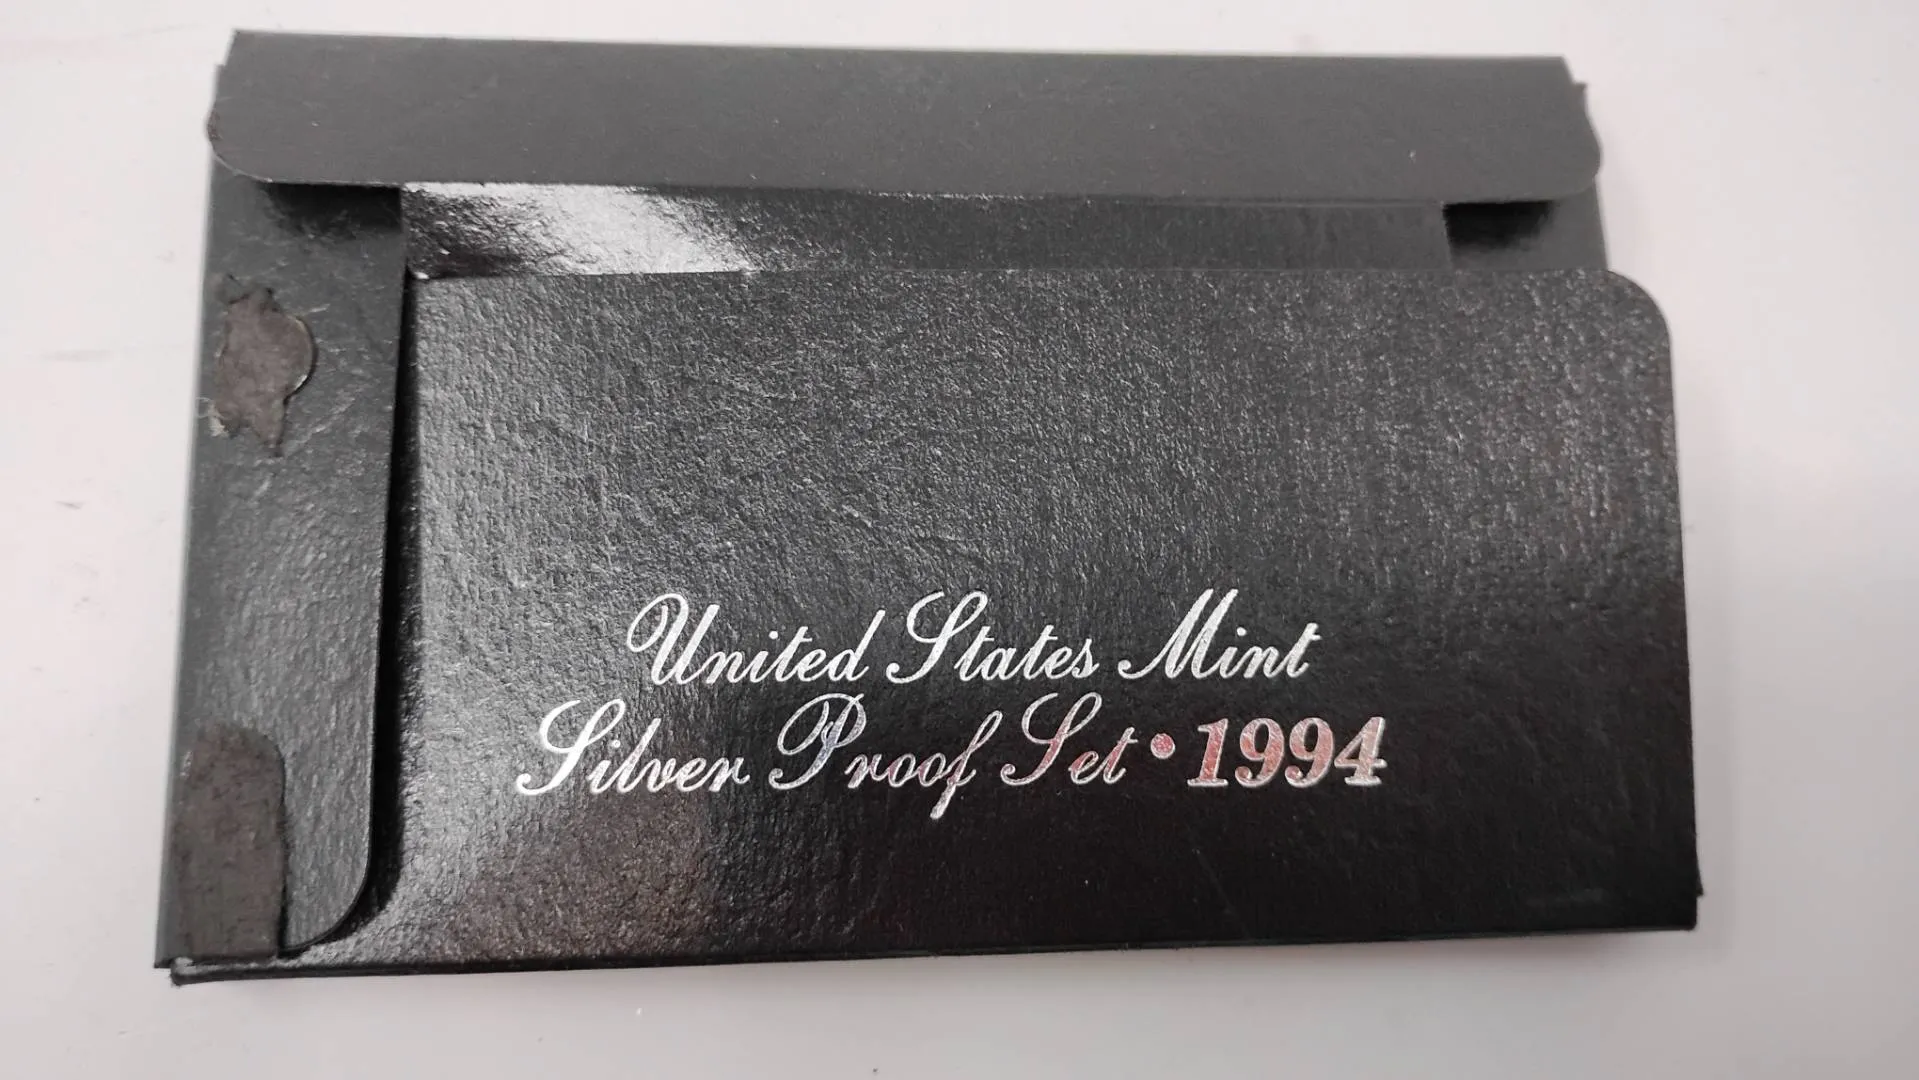 United States Mint
Silver Proof Set • 1994